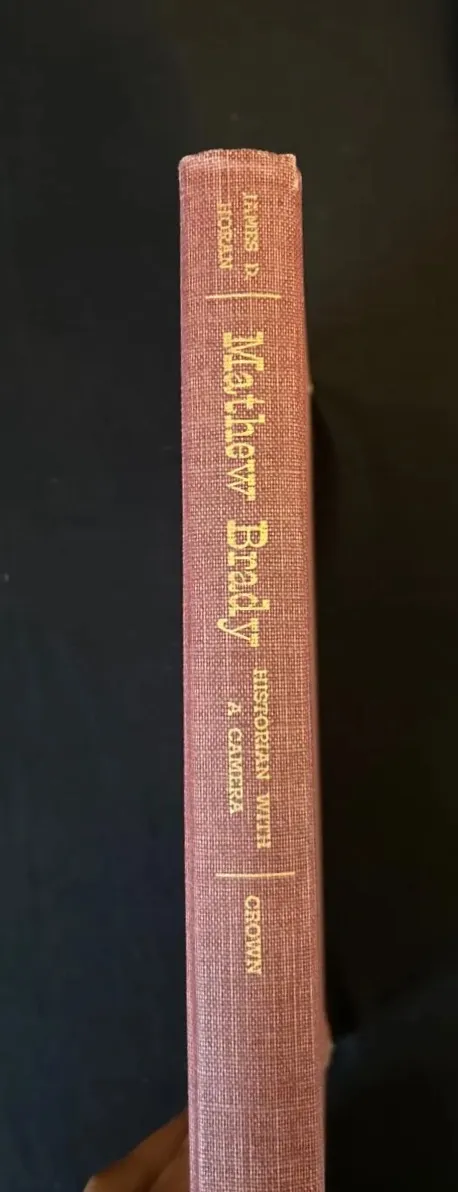 JAMES D.
HORAN
Mathew Brady
HISTORIAN WITH
A CAMERA
CROWN